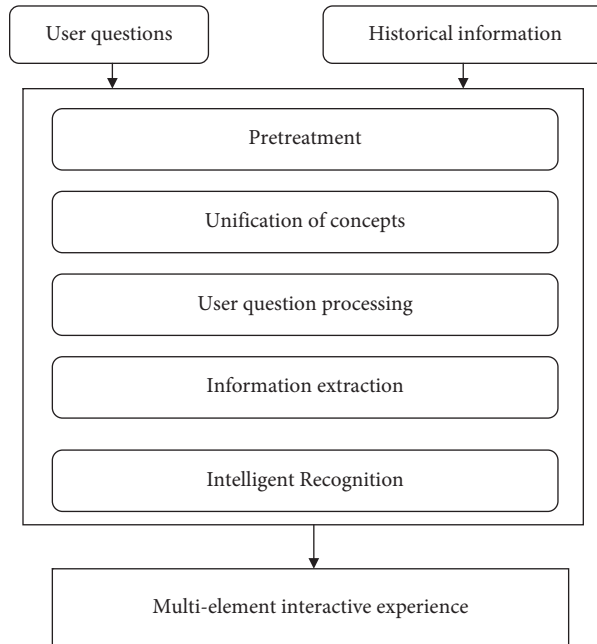 User questions
Historical information
Pretreatment
Unification of concepts
User question processing
Information extraction
Intelligent Recognition
Multi-element interactive experience